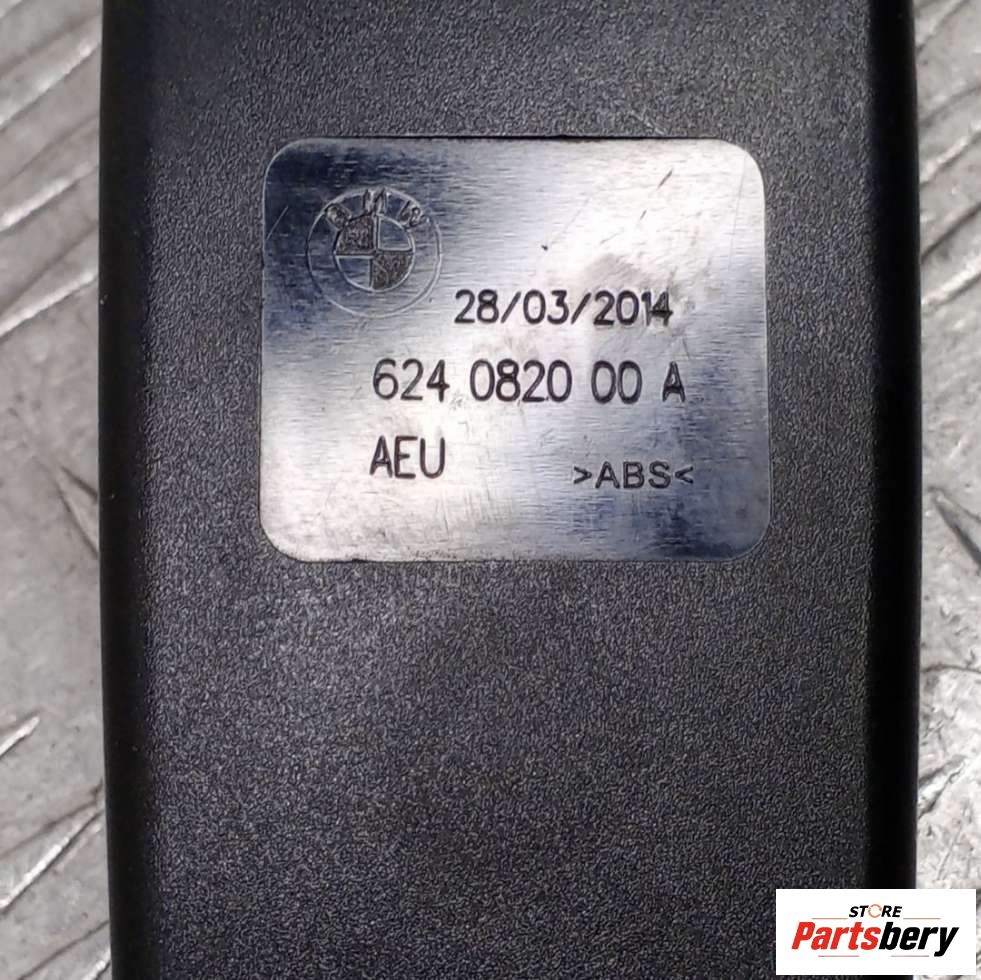 BMW
28/03/2014
624 0820 00 A
AEU
>ABS<
STORE
Partsbery